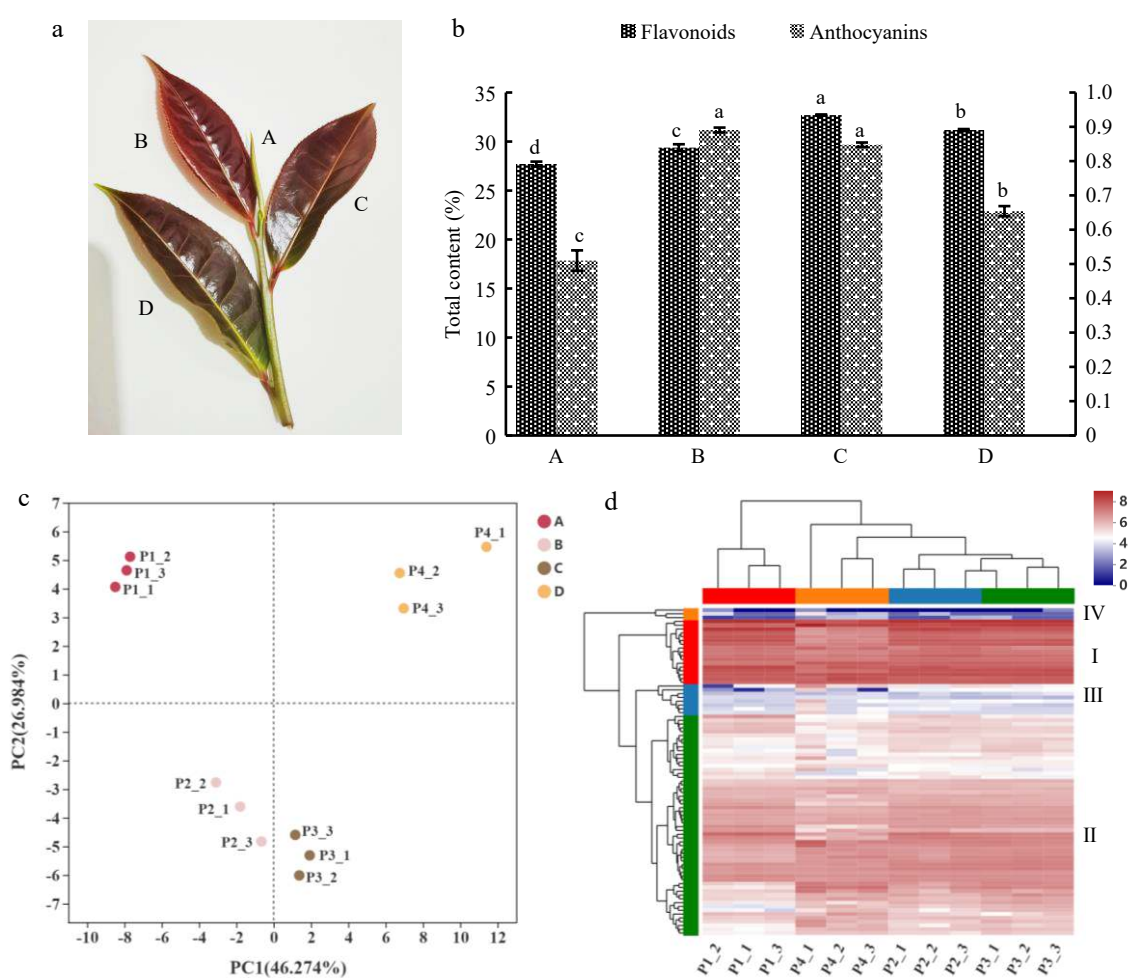 a
B
A
C
D
b
Flavonoids
Anthocyanins
Total content (%)
35
30
25
20
15
10
5
0
1.0
0.9
0.8
0.7
0.6
0.5
0.4
0.3
0.2
0.1
0
d
c
c
a
a
a
b
b
A
B
C
D
c
7
6
5
4
3
2
1
0
-1
-2
-3
-4
-5
-6
-7
PC2(26.984%)
P1_2
P1_3
P1_1
P4_1
P4_2
P4_3
P2_2
P2_1
P2_3
P3_3
P3_1
P3_2
A
B
C
D
-10 -8 -6 -4 -2 0 2 4 6 8 10 12
PC1(46.274%)
d
8
6
4
2
0
IV
I
III
II
P1_2 P1_1 P1_3 P4_1 P4_2 P4_3 P2_1 P2_2 P2_3 P3_1 P3_2 P3_3